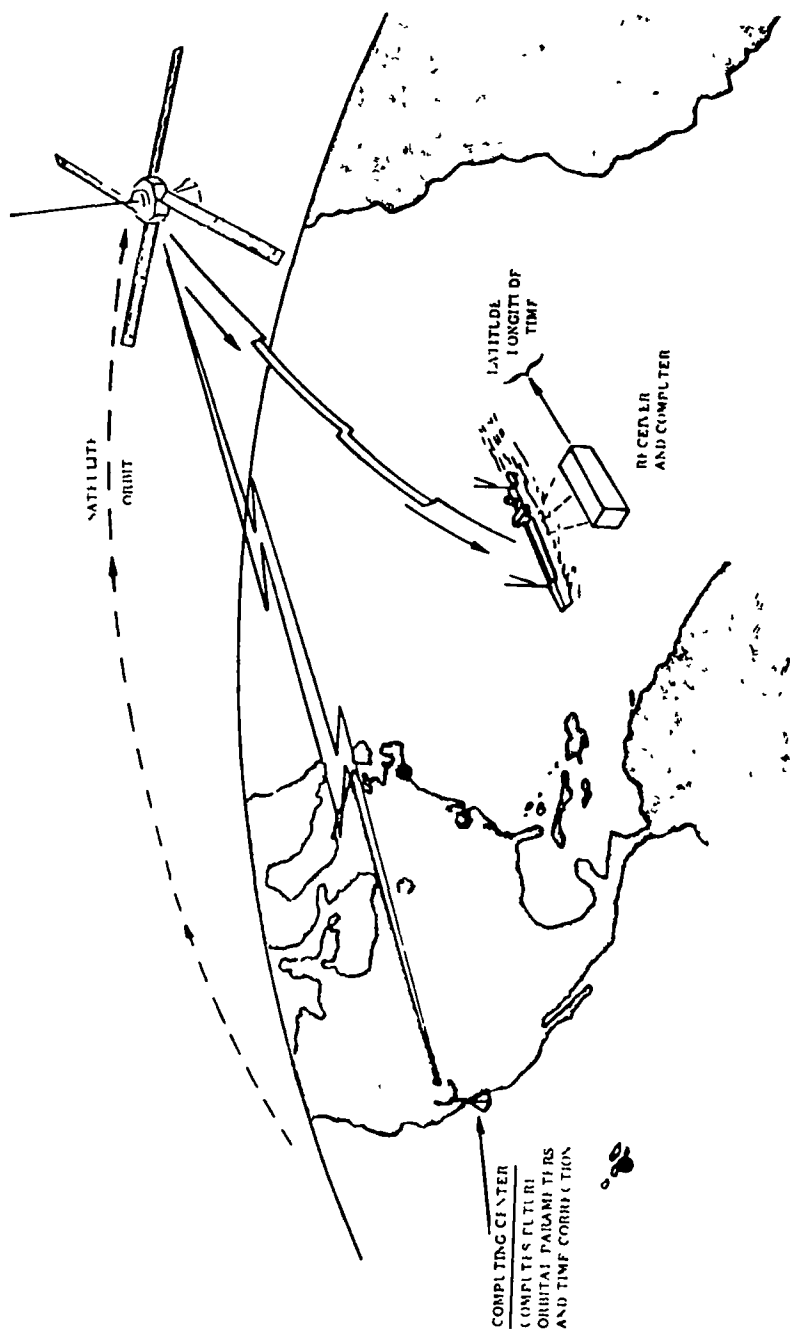 SATELLITE
ORBIT
LATITUDE
LONGITUDE
TIME
RECEIVER
AND COMPUTER
COMPUTING CENTER
COMPUTES FUTURE
ORBITAL PARAMETERS
AND TIME CORRECTION